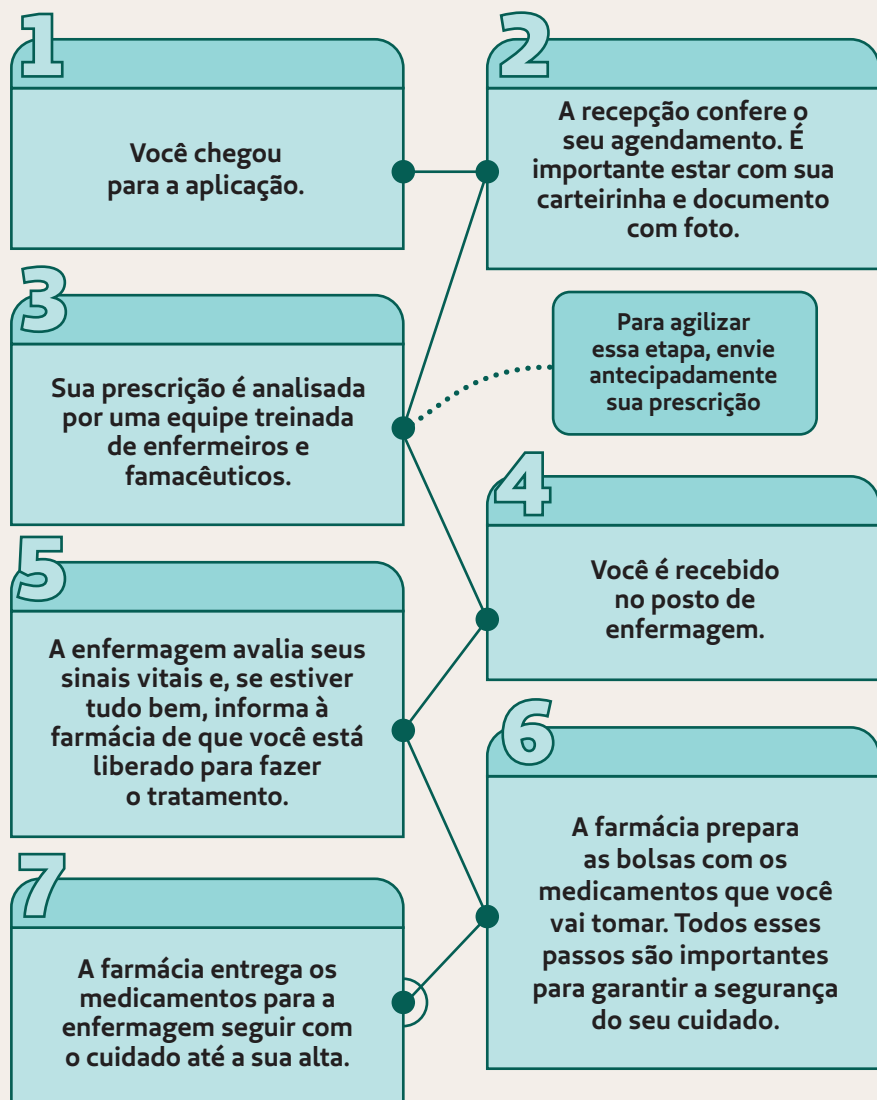 1
Você chegou
para a aplicação.
2
A recepção confere o
seu agendamento. É
importante estar com sua
carteirinha e documento
com foto.
3
Sua prescrição é analisada
por uma equipe treinada
de enfermeiros e
famacêuticos.
Para agilizar
essa etapa, envie
antecipadamente
sua prescrição
4
Você é recebido
no posto de
enfermagem.
5
A enfermagem avalia seus
sinais vitais e, se estiver
tudo bem, informa à
farmácia de que você está
liberado para fazer
o tratamento.
6
A farmácia prepara
as bolsas com os
medicamentos que você
vai tomar. Todos esses
passos são importantes
para garantir a segurança
do seu cuidado.
7
A farmácia entrega os
medicamentos para a
enfermagem seguir com
o cuidado até a sua alta.